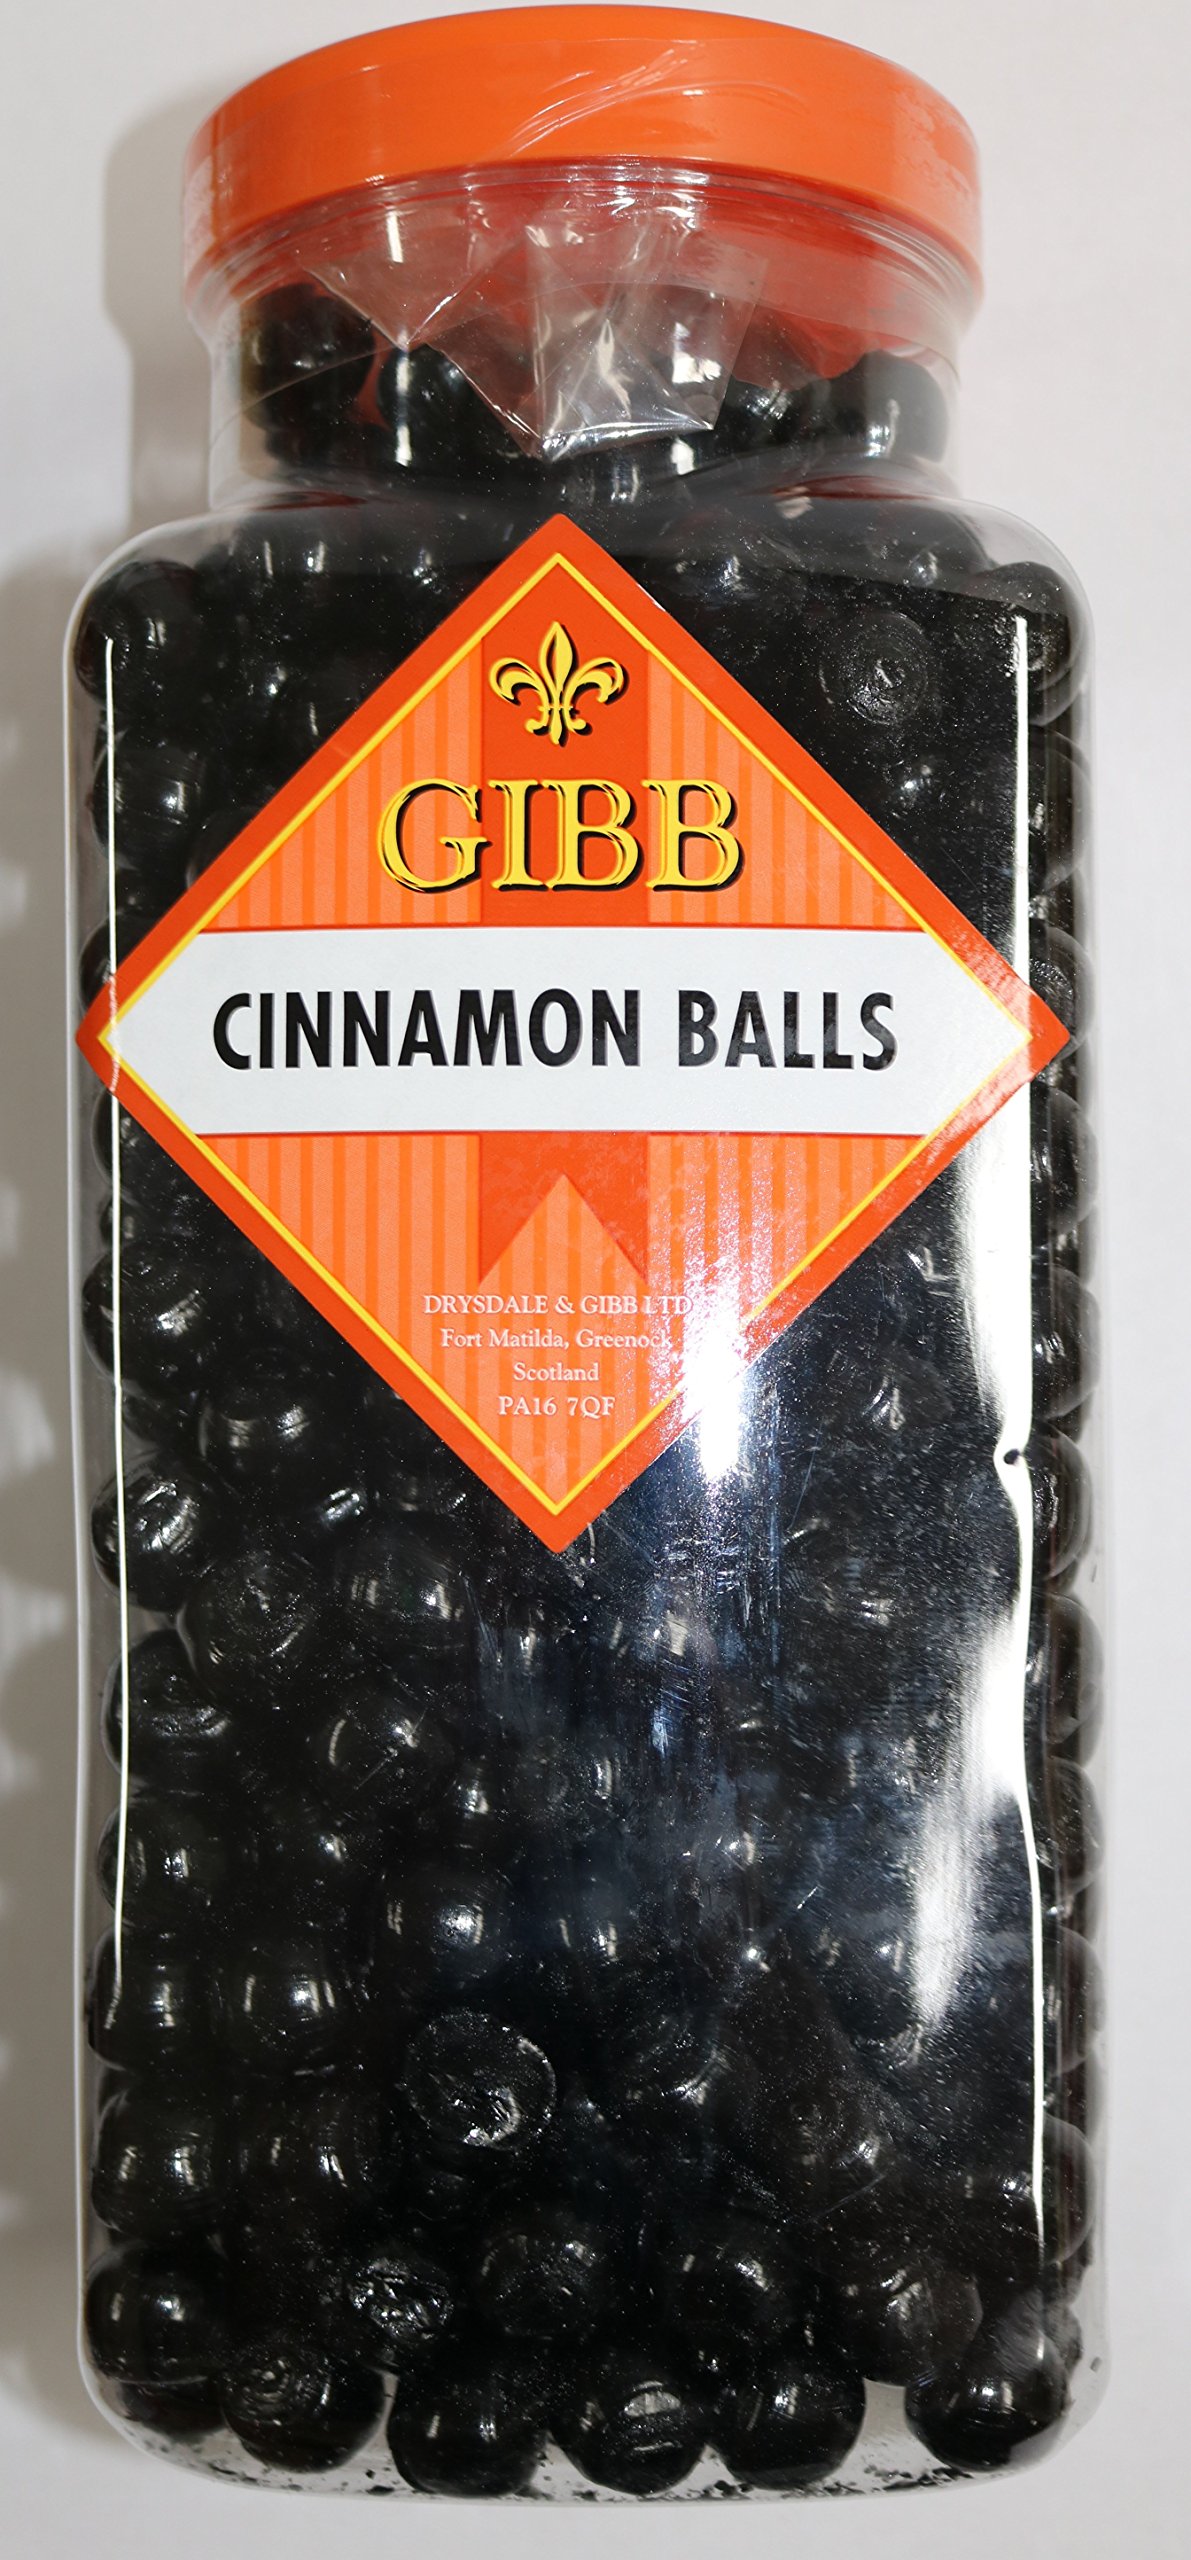 GIBB
CINNAMON BALLS
DRYSDALE & GIBB LTD
Fort Matilda, Greenock
Scotland
PA16 7QF